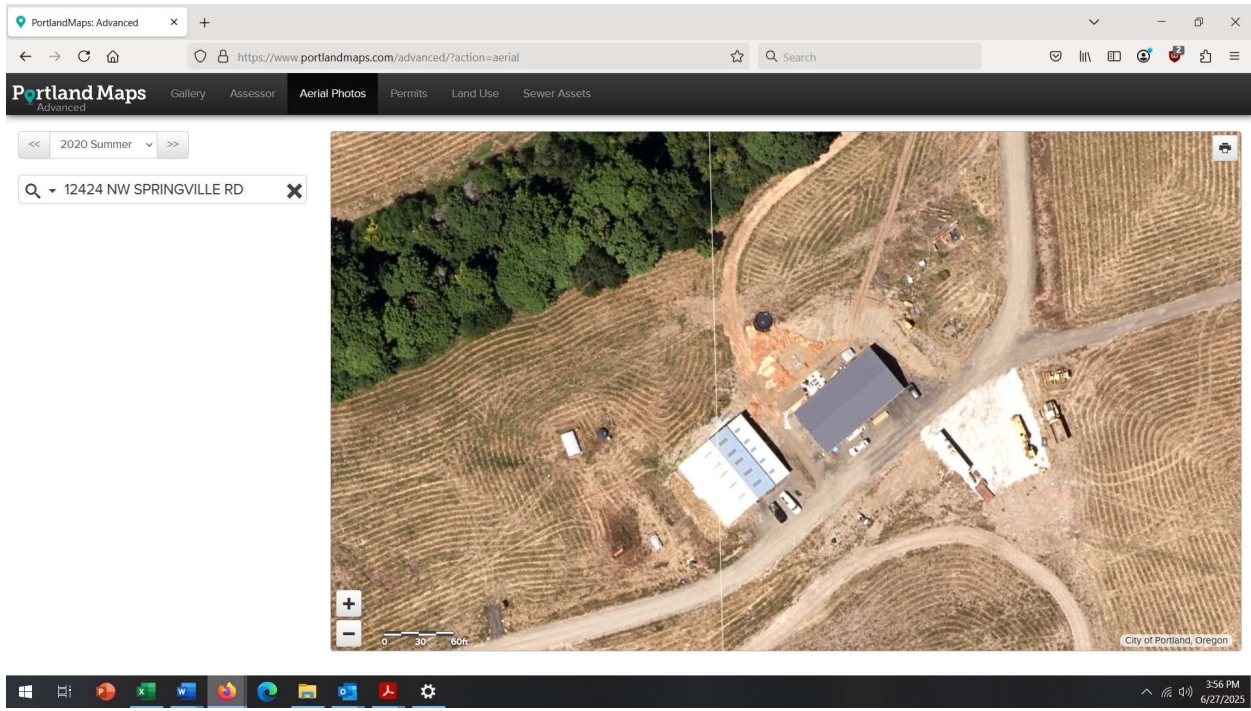 PortlandMaps: Advanced
https://www.portlandmaps.com/advanced/?action=aerial
Search
2
Portland Maps
Advanced
Gallery
Assessor
Aerial Photos
Permits
Land Use
Sewer Assets
<< 2020 Summer >>
12424 NW SPRINGVILLE RD
+
−
0 30 60ft
City of Portland, Oregon
3:56 PM
6/27/2025